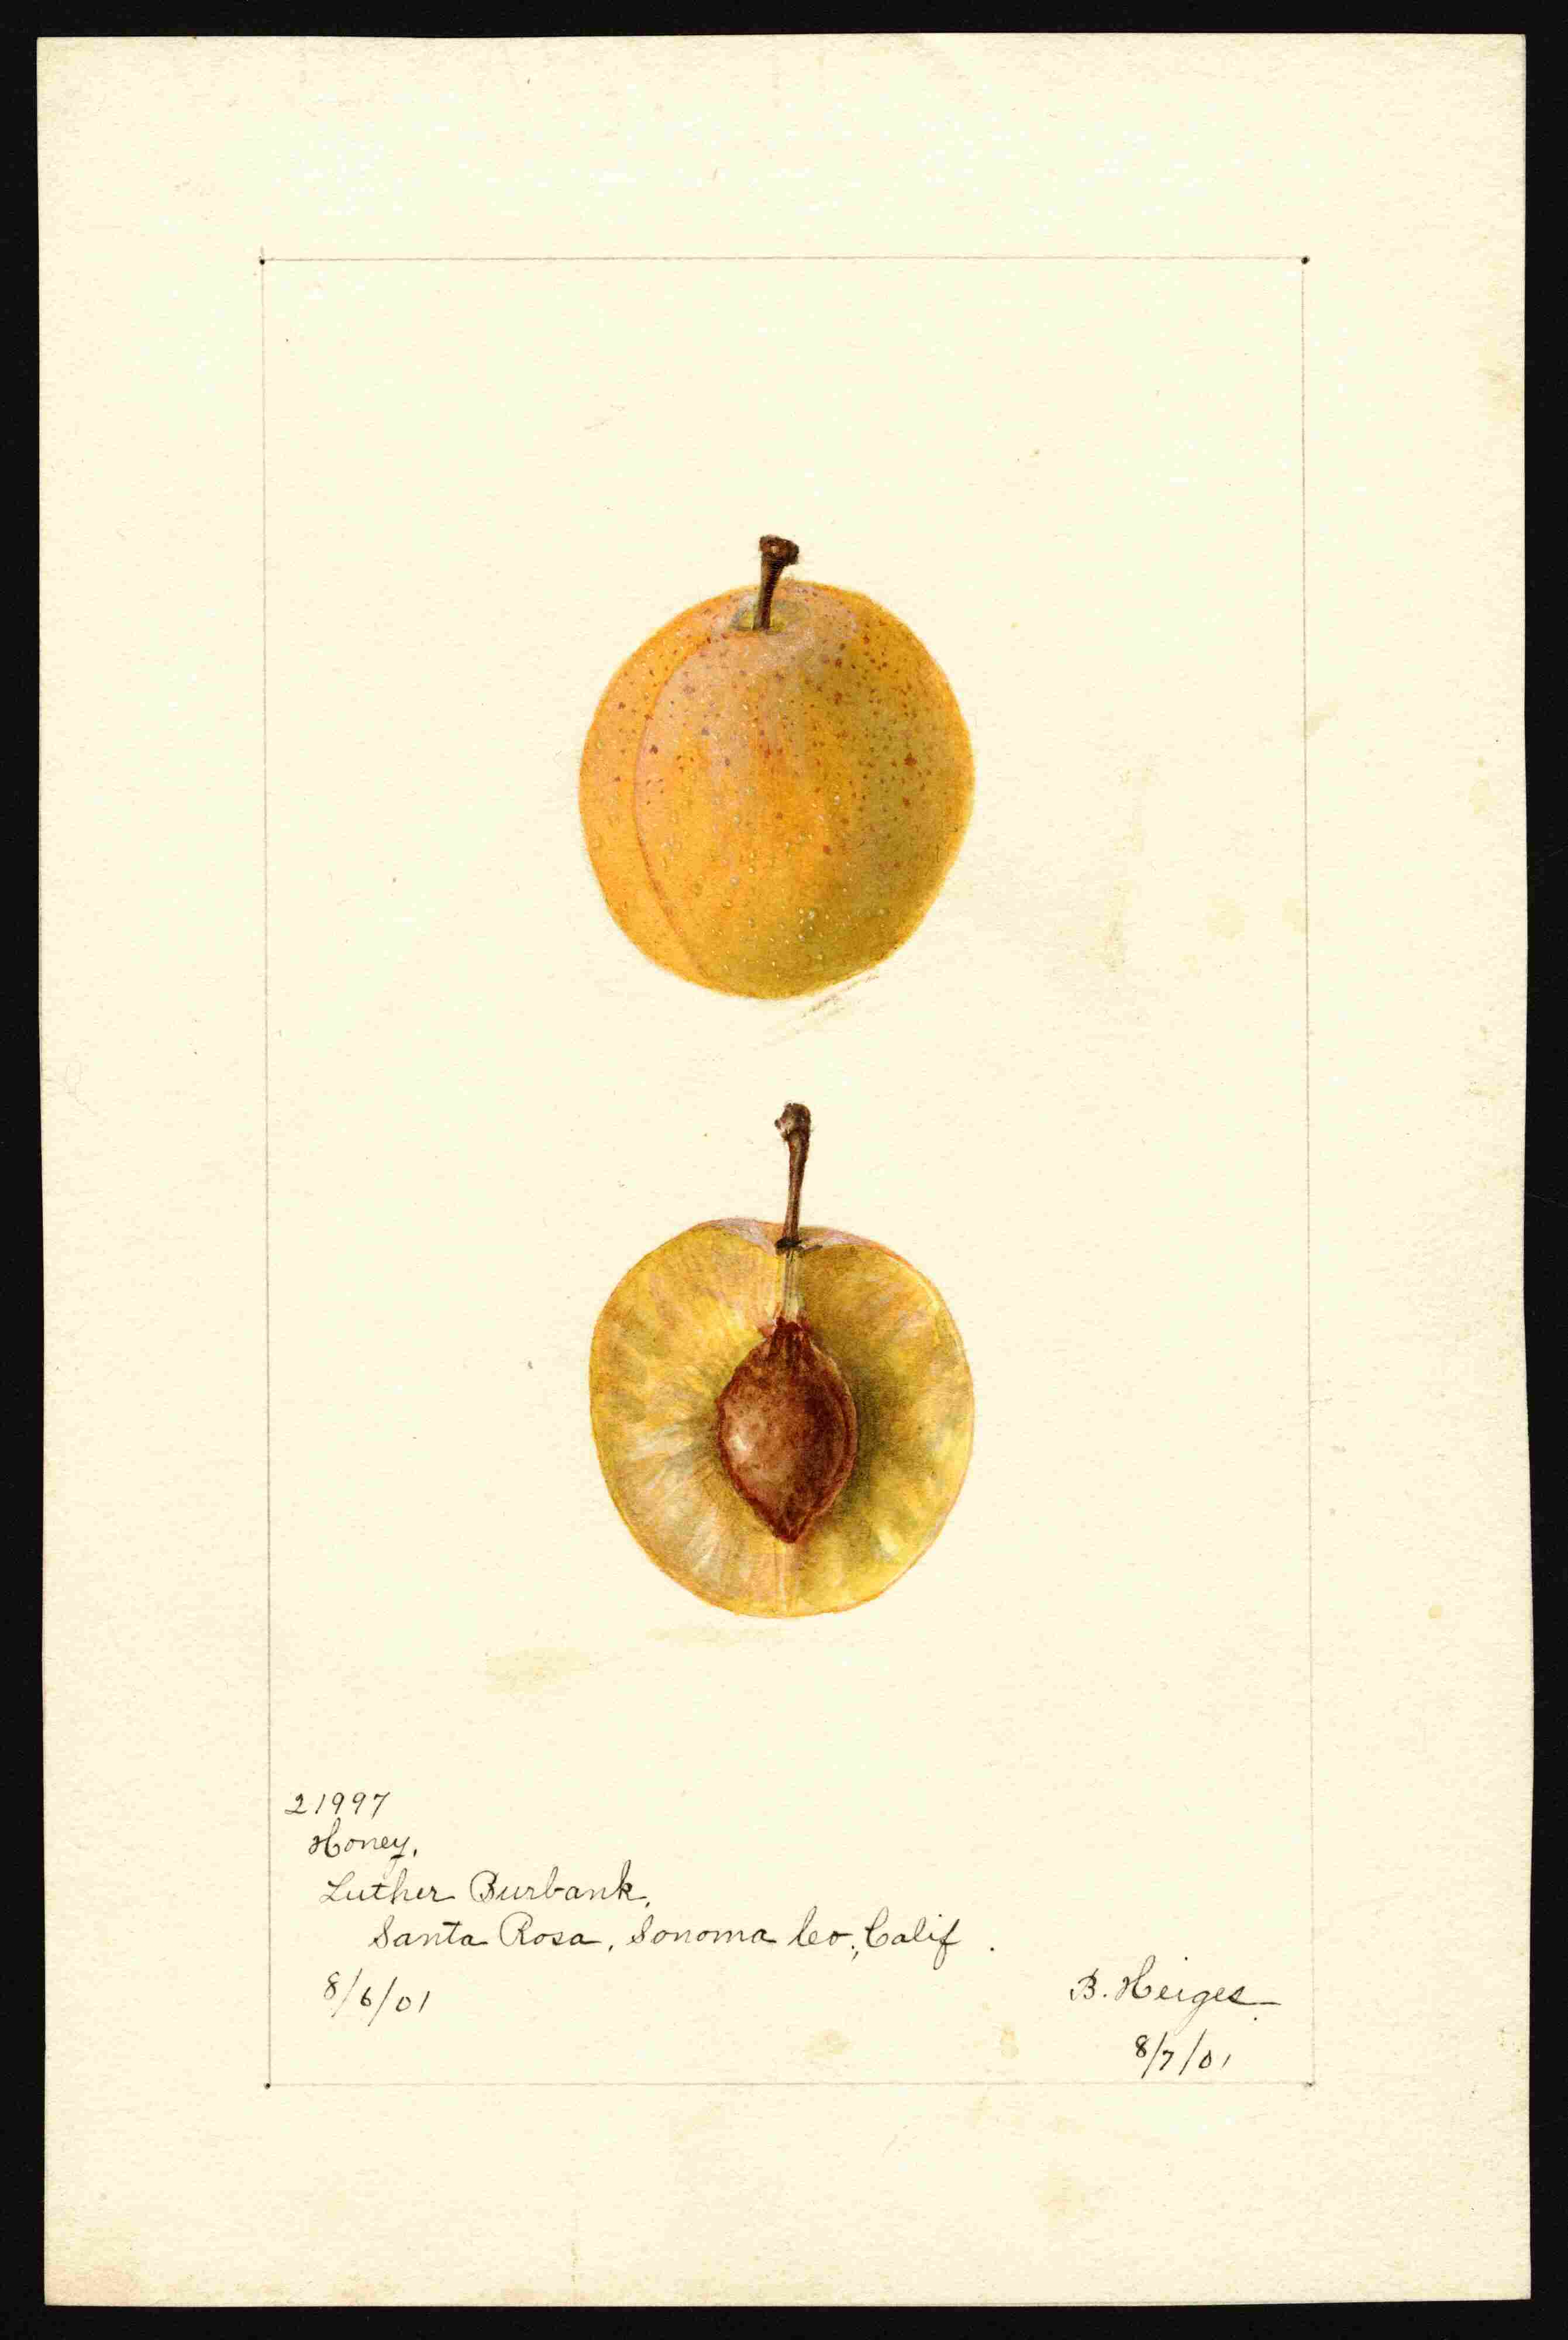 21997
Honey.
Luther Burbank,
Santa Rosa, Sonoma Co., Calif.
8/6/01
B. Heiges.
8/7/01